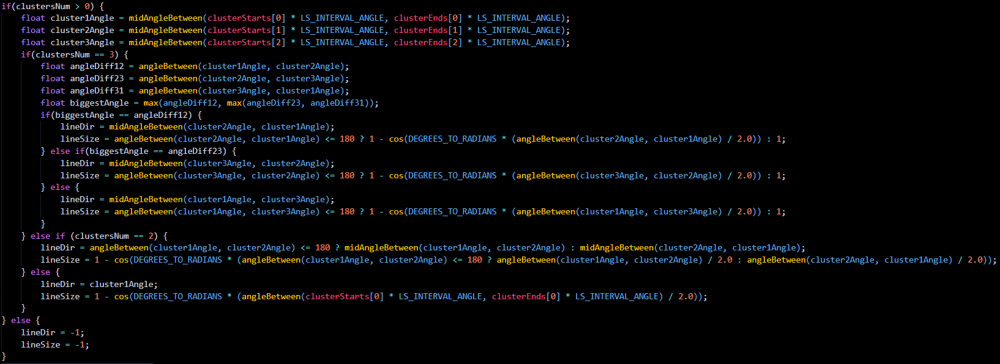 if(clustersNum > 0) {
    float cluster1Angle = midAngleBetween(clusterStarts[0] * LS_INTERVAL_ANGLE, clusterEnds[0] * LS_INTERVAL_ANGLE);
    float cluster2Angle = midAngleBetween(clusterStarts[1] * LS_INTERVAL_ANGLE, clusterEnds[1] * LS_INTERVAL_ANGLE);
    float cluster3Angle = midAngleBetween(clusterStarts[2] * LS_INTERVAL_ANGLE, clusterEnds[2] * LS_INTERVAL_ANGLE);
    if(clustersNum == 3) {
        float angleDiff12 = angleBetween(cluster1Angle, cluster2Angle);
        float angleDiff23 = angleBetween(cluster2Angle, cluster3Angle);
        float angleDiff31 = angleBetween(cluster3Angle, cluster1Angle);
        float biggestAngle = max(angleDiff12, max(angleDiff23, angleDiff31));
        if(biggestAngle == angleDiff12) {
            lineDir = midAngleBetween(cluster2Angle, cluster1Angle);
            lineSize = angleBetween(cluster2Angle, cluster1Angle) <= 180 ? 1 - cos(DEGREES_TO_RADIANS * (angleBetween(cluster2Angle, cluster1Angle) / 2.0)) : 1;
        } else if(biggestAngle == angleDiff23) {
            lineDir = midAngleBetween(cluster3Angle, cluster2Angle);
            lineSize = angleBetween(cluster3Angle, cluster2Angle) <= 180 ? 1 - cos(DEGREES_TO_RADIANS * (angleBetween(cluster3Angle, cluster2Angle) / 2.0)) : 1;
        } else {
            lineDir = midAngleBetween(cluster1Angle, cluster3Angle);
            lineSize = angleBetween(cluster1Angle, cluster3Angle) <= 180 ? 1 - cos(DEGREES_TO_RADIANS * (angleBetween(cluster1Angle, cluster3Angle) / 2.0)) : 1;
        }
    } else if (clustersNum == 2) {
        lineDir = angleBetween(cluster1Angle, cluster2Angle) <= 180 ? midAngleBetween(cluster1Angle, cluster2Angle) : midAngleBetween(cluster2Angle, cluster1Angle);
        lineSize = 1 - cos(DEGREES_TO_RADIANS * (angleBetween(cluster1Angle, cluster2Angle) <= 180 ? angleBetween(cluster1Angle, cluster2Angle) / 2.0 : angleBetween(cluster2Angle, cluster1Angle) / 2.0));
    } else {
        lineDir = cluster1Angle;
        lineSize = 1 - cos(DEGREES_TO_RADIANS * (angleBetween(clusterStarts[0] * LS_INTERVAL_ANGLE, clusterEnds[0] * LS_INTERVAL_ANGLE) / 2.0));
    }
} else {
    lineDir = -1;
    lineSize = -1;
}